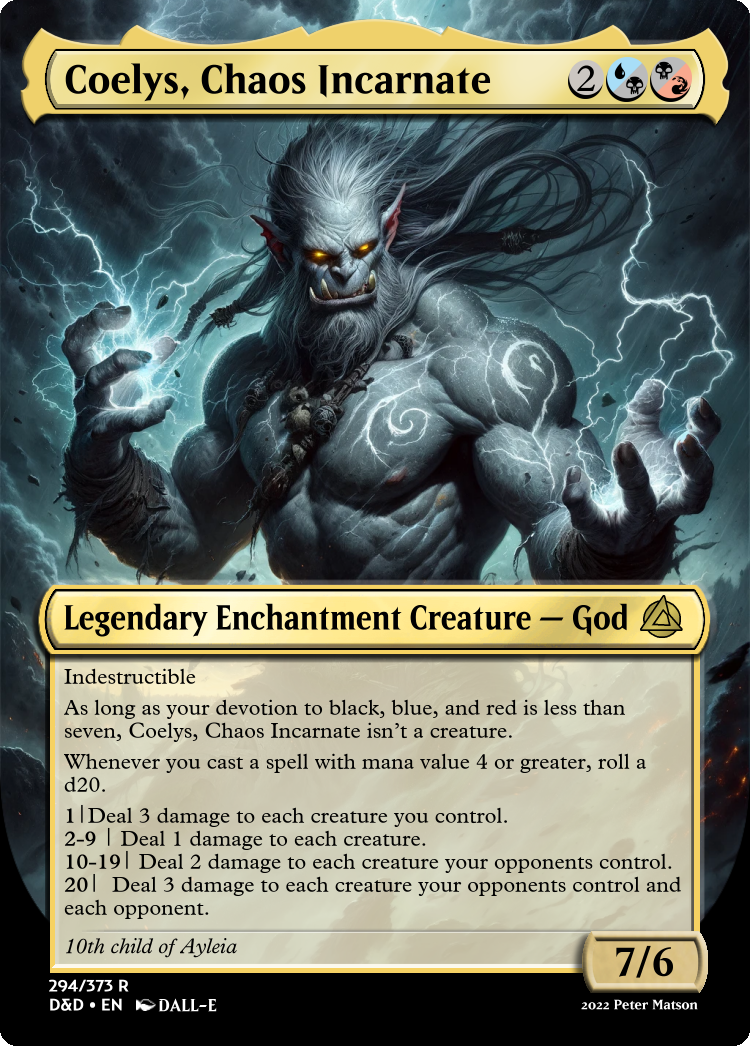 Coelys, Chaos Incarnate 2
Legendary Enchantment Creature — God
Indestructible
As long as your devotion to black, blue, and red is less than
seven, Coelys, Chaos Incarnate isn't a creature.
Whenever you cast a spell with mana value 4 or greater, roll a
d20.
1|Deal 3 damage to each creature you control.
2-9 | Deal 1 damage to each creature.
10-19| Deal 2 damage to each creature your opponents control.
20| Deal 3 damage to each creature your opponents control and
each opponent.
10th child of Ayleia
7/6
294/373 R
D&D • EN DALL-E
2022 Peter Matson